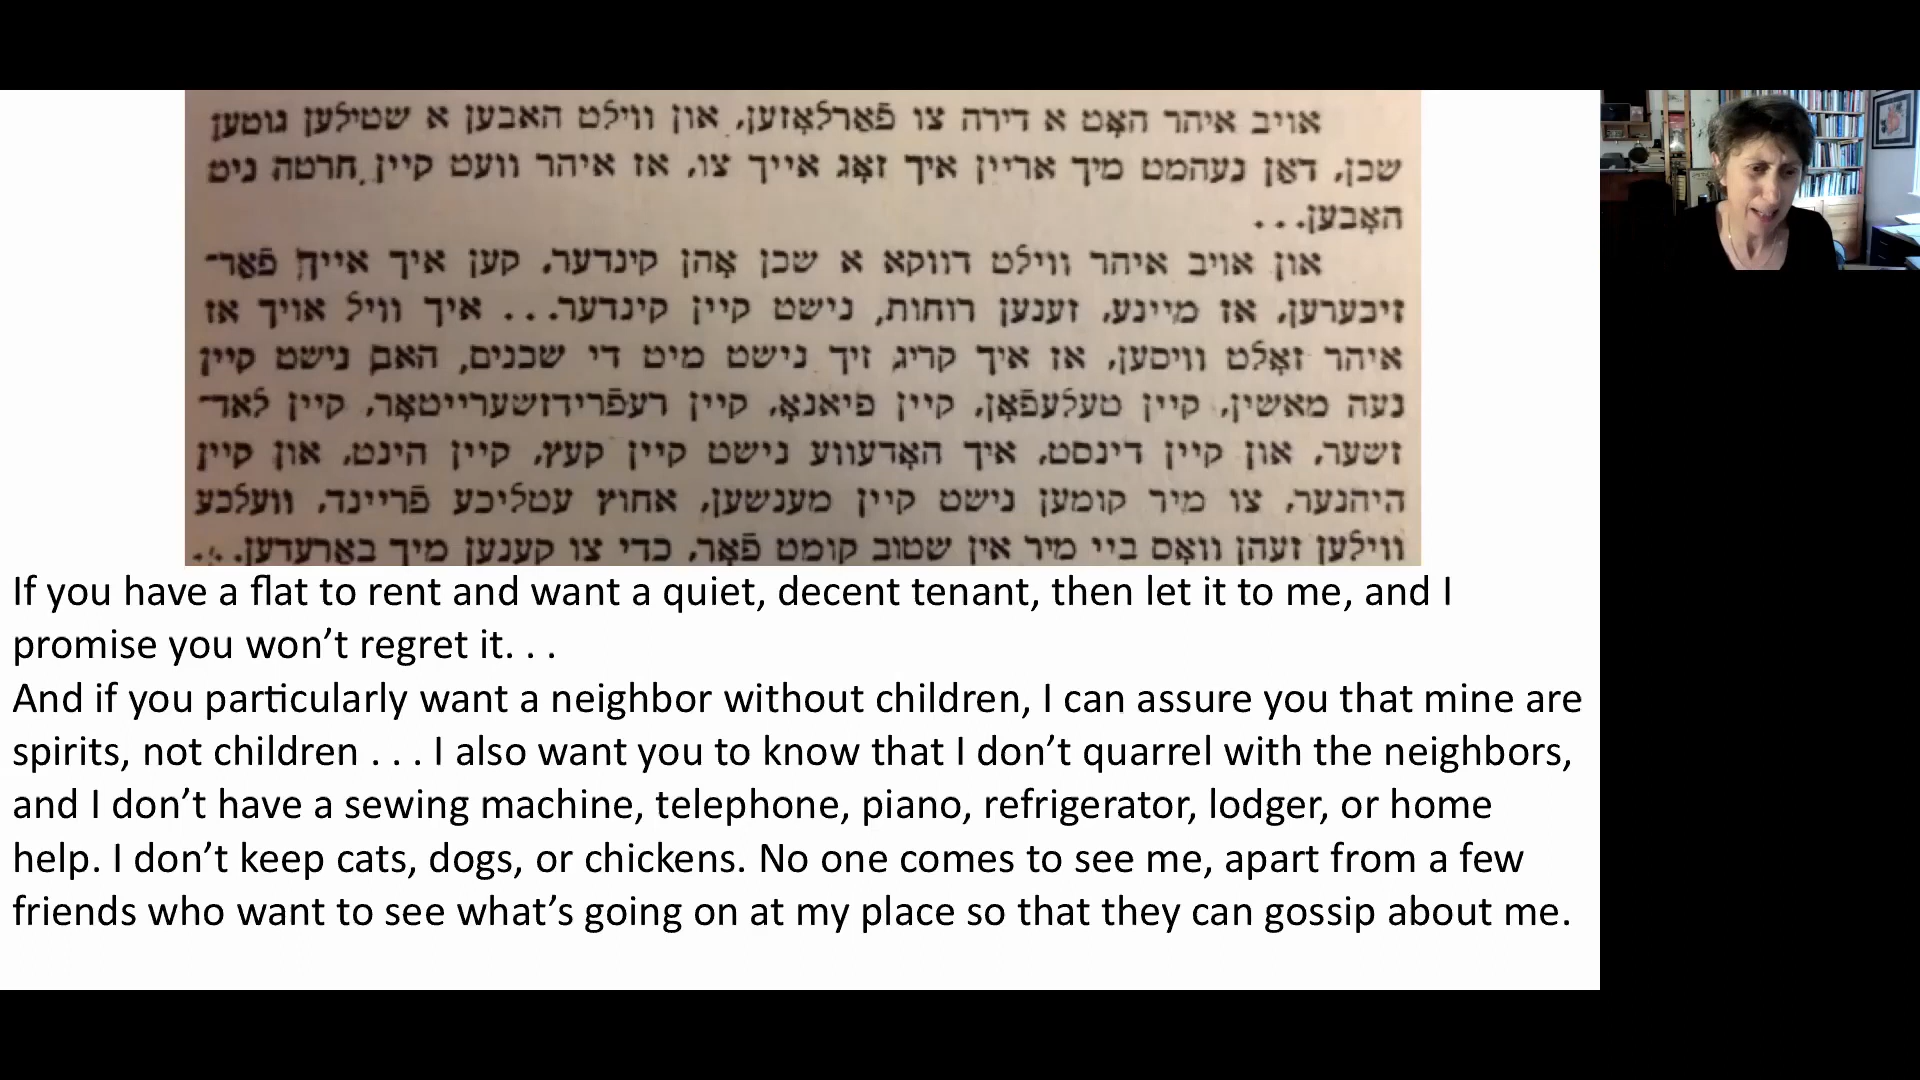 אויב איהר האָט א דירה צו פֿאַרלאָזען, און ווילט האבען א שטילען גוטען
שכן, דאַן נעהמט מיך אריין איך זאָג אייך צו, אז איהר וועט קיין חרטה ניט
האָבען...
און אויב איהר ווילט דווקא א שכן אָהן קינדער, קען איך אייך פֿאַר־
זיכערען, אז מיינע, זענען רוחות, נישט קיין קינדער... איך וויל אויך אז
איהר זאָלט וויסען, אז איך קריג זיך נישט מיט די שכנים, האב נישט קיין
נעה מאשין, קיין טעלעפֿאָן, קיין פיאנאָ, קיין רעפֿרידזשערייטאָר, קיין לאד־
זשער, און קיין דינסט, איך האָדעווע נישט קיין קעץ, קיין הינט, און קיין
היהנער, צו מיר קומען נישט קיין מענשען, אחוץ עטליכע פֿריינד, וועלכע
ווילען זעהן וואָס ביי מיר אין שטוב קומט פֿאָר, כדי צו קענען מיך באַרעדען...
If you have a flat to rent and want a quiet, decent tenant, then let it to me, and I
promise you won’t regret it. . .
And if you particularly want a neighbor without children, I can assure you that mine are
spirits, not children . . . I also want you to know that I don’t quarrel with the neighbors,
and I don’t have a sewing machine, telephone, piano, refrigerator, lodger, or home
help. I don’t keep cats, dogs, or chickens. No one comes to see me, apart from a few
friends who want to see what’s going on at my place so that they can gossip about me.